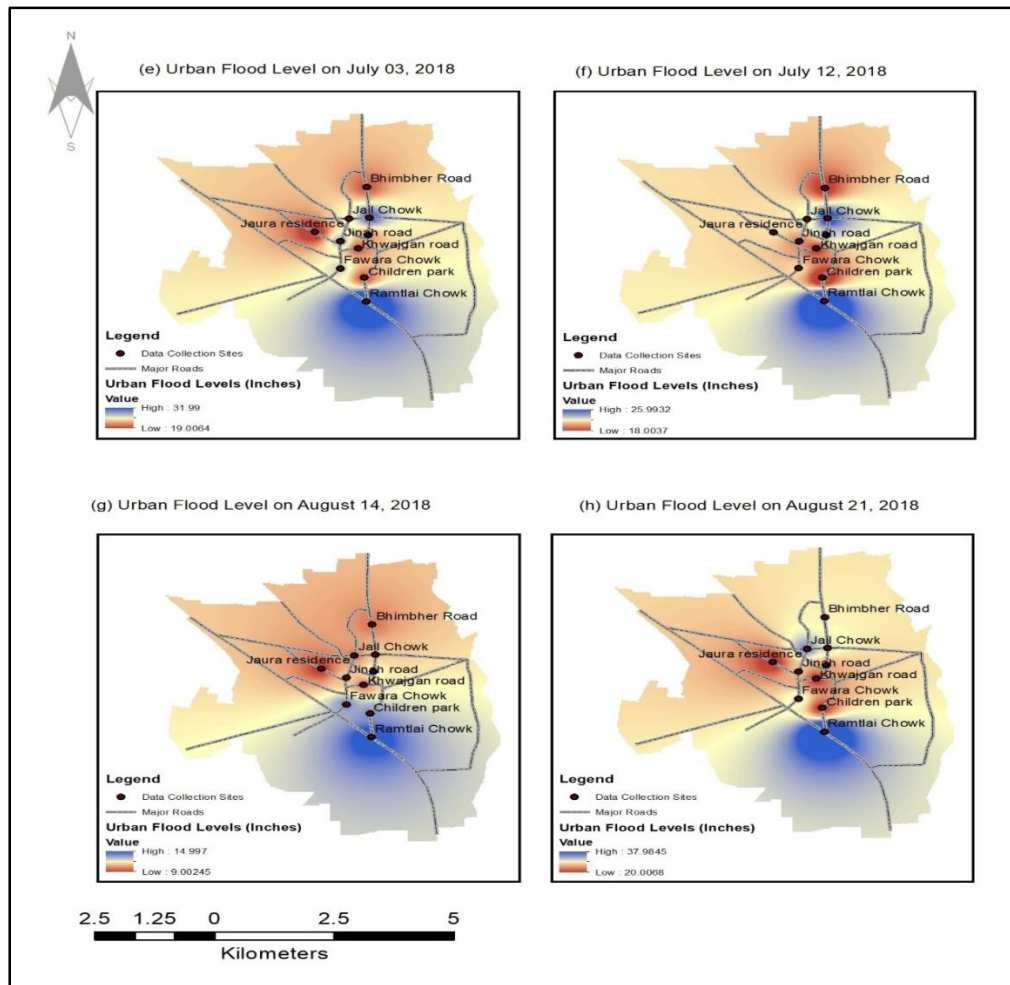 N
S
(e) Urban Flood Level on July 03, 2018
Bhimbher Road
Jail Chowk
Jaura residence
Jinah road
Khwajgan road
Fawara Chowk
Children park
Ramtlai Chowk
Legend
Data Collection Sites
Major Roads
Urban Flood Levels (Inches)
Value
High : 31.99
Low : 19.0064
(f) Urban Flood Level on July 12, 2018
Bhimbher Road
Jail Chowk
Jaura residence
Jinah road
Khwajgan road
Fawara Chowk
Children park
Ramtlai Chowk
Legend
Data Collection Sites
Major Roads
Urban Flood Levels (Inches)
Value
High : 25.9932
Low : 18.0037
(g) Urban Flood Level on August 14, 2018
Bhimbher Road
Jail Chowk
Jaura residence
Jinah road
Khwajgan road
Fawara Chowk
Children park
Ramtlai Chowk
Legend
Data Collection Sites
Major Roads
Urban Flood Levels (Inches)
Value
High : 14.997
Low : 9.00245
(h) Urban Flood Level on August 21, 2018
Bhimbher Road
Jail Chowk
Jaura residence
Jinah road
Khwajgan road
Fawara Chowk
Children park
Ramtlai Chowk
Legend
Data Collection Sites
Major Roads
Urban Flood Levels (Inches)
Value
High : 37.9845
Low : 20.0068
2.5 1.25 0 2.5 5
Kilometers